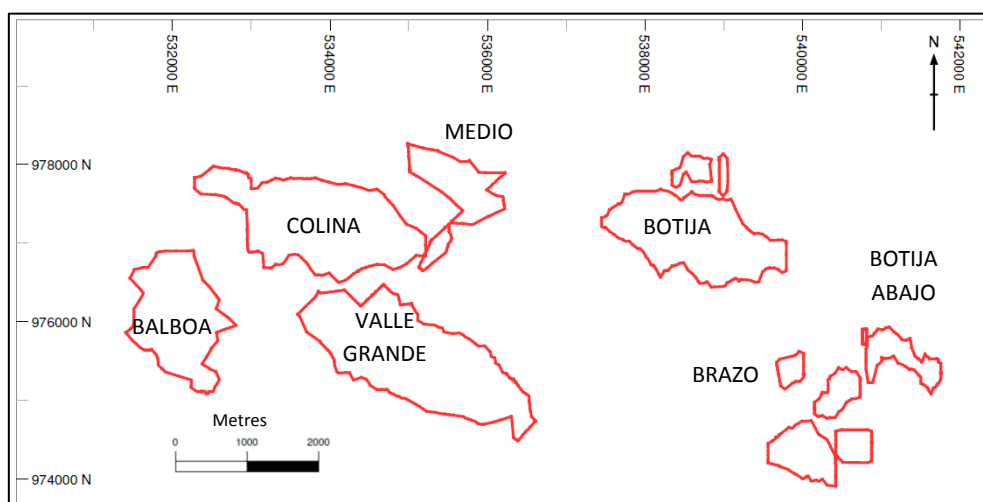 532000 E
534000 E
536000 E
538000 E
540000 E
542000 E
N
978000 N
976000 N
974000 N
MEDIO
COLINA
BOTIJA
BOTIJA
ABAJO
BALBOA
VALLE
GRANDE
BRAZO
Metres
0 1000 2000